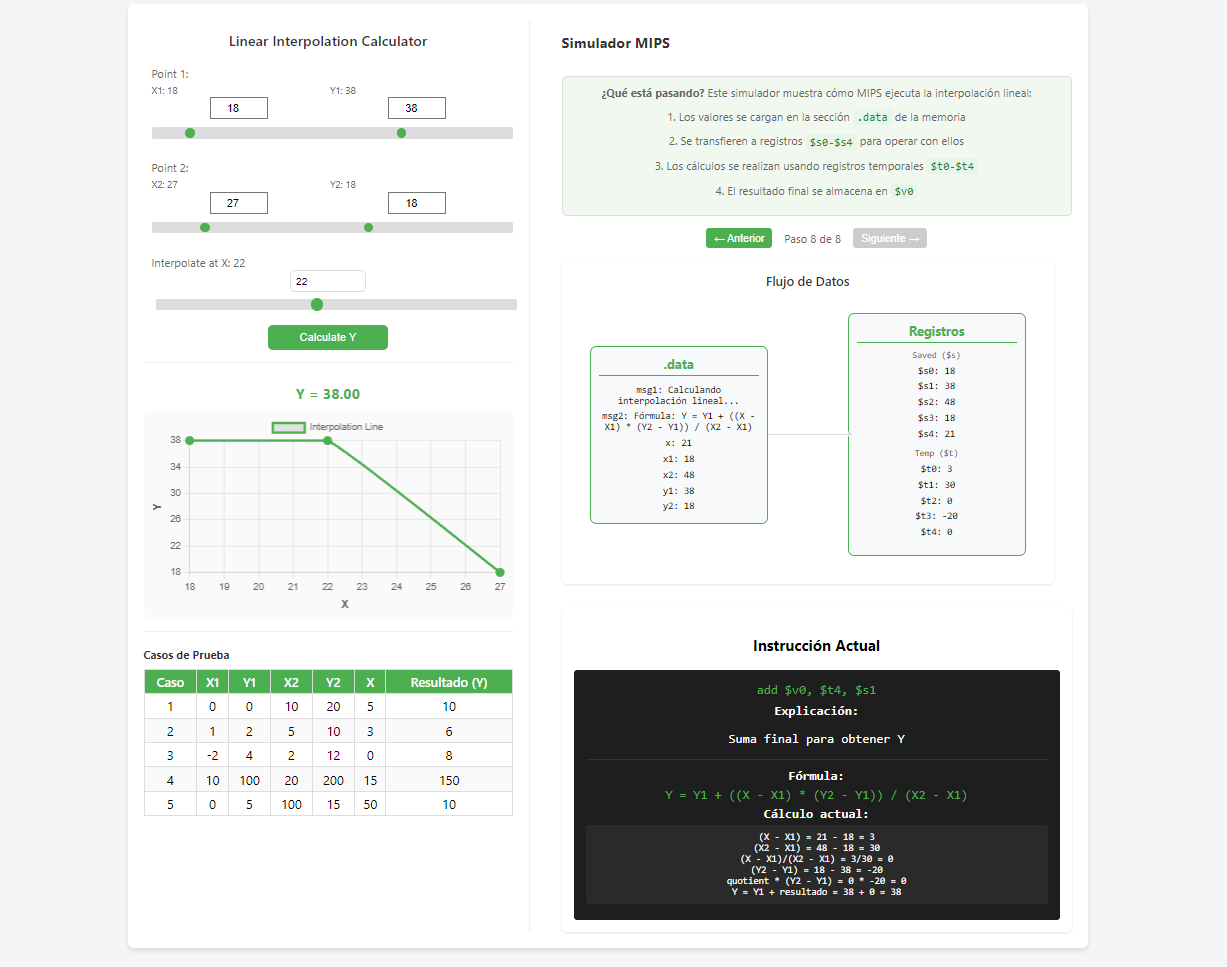 Linear Interpolation Calculator
Point 1:
X1: 18
Y1: 38
18
38
Point 2:
X2: 27
Y2: 18
27
18
Interpolate at X: 22
22
Calculate Y
Y = 38.00
Interpolation Line
38
34
30
26
22
18
Y
18 19 20 21 22 23 24 25 26 27
X
Casos de Prueba
Caso X1 Y1 X2 Y2 X Resultado (Y)
1 0 0 10 20 5 10
2 1 2 5 10 3 6
3 -2 4 2 12 0 8
4 10 100 20 200 15 150
5 0 5 100 15 50 10
Simulador MIPS
¿Qué está pasando? Este simulador muestra cómo MIPS ejecuta la interpolación lineal:
1. Los valores se cargan en la sección .data de la memoria
2. Se transfieren a registros $s0-$s4 para operar con ellos
3. Los cálculos se realizan usando registros temporales $t0-$t4
4. El resultado final se almacena en $v0
← Anterior
Paso 8 de 8
Siguiente →
Flujo de Datos
.data
msg1: Calculando
interpolación lineal...
msg2: Fórmula: Y = Y1 + ((X -
X1) * (Y2 - Y1)) / (X2 - X1)
x: 21
x1: 18
x2: 48
y1: 38
y2: 18
Registros
Saved ($s)
$s0: 18
$s1: 38
$s2: 48
$s3: 18
$s4: 21
Temp ($t)
$t0: 3
$t1: 30
$t2: 0
$t3: -20
$t4: 0
Instrucción Actual
add $v0, $t4, $s1
Explicación:
Suma final para obtener Y
Fórmula:
Y = Y1 + ((X - X1) * (Y2 - Y1)) / (X2 - X1)
Cálculo actual:
(X - X1) = 21 - 18 = 3
(X2 - X1) = 48 - 18 = 30
(X - X1)/(X2 - X1) = 3/30 = 0
(Y2 - Y1) = 18 - 38 = -20
quotient * (Y2 - Y1) = 0 * -20 = 0
Y = Y1 + resultado = 38 + 0 = 38